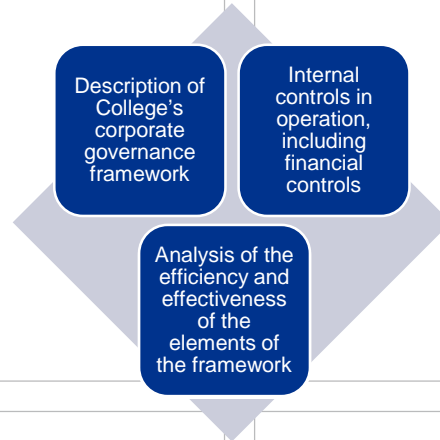 Description of
College's
corporate
governance
framework
Internal
controls in
operation,
including
financial
controls
Analysis of the
efficiency and
effectiveness
of the
elements of
the framework